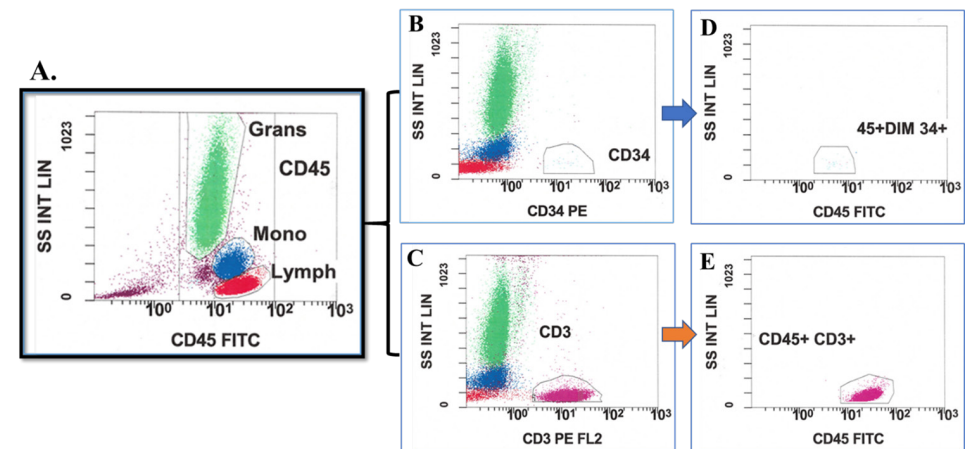 A.
SS INT LIN
1023
0
Grans
CD45
Mono
Lymph
10⁰ 10¹ 10² 10³
CD45 FITC
B
SS INT LIN
1023
0
CD34
10⁰ 10¹ 10² 10³
CD34 PE
D
SS INT LIN
1023
0
45+DIM 34+
10⁰ 10¹ 10² 10³
CD45 FITC
C
SS INT LIN
1023
0
CD3
10⁰ 10¹ 10² 10³
CD3 PE FL2
E
SS INT LIN
1023
0
CD45+ CD3+
10⁰ 10¹ 10² 10³
CD45 FITC